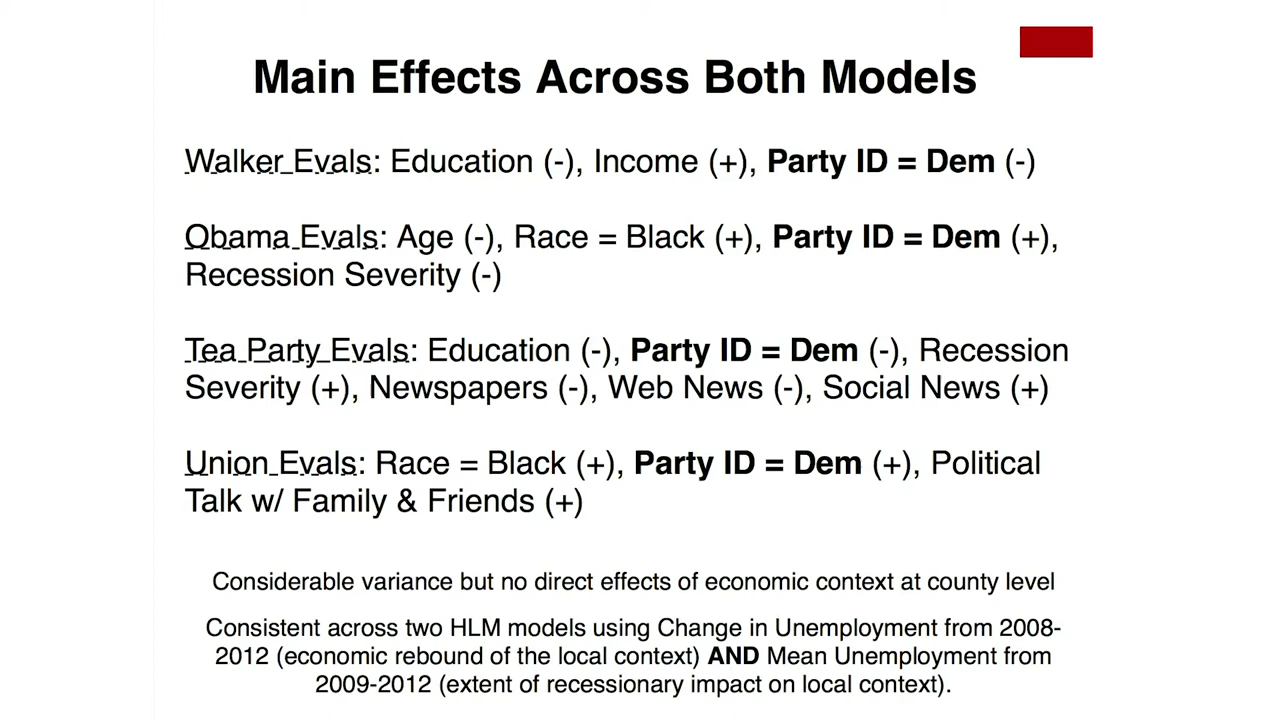 Main Effects Across Both Models
Walker Evals: Education (-), Income (+), Party ID = Dem (-)
Obama Evals: Age (-), Race = Black (+), Party ID = Dem (+),
Recession Severity (-)
Tea Party Evals: Education (-), Party ID = Dem (-), Recession
Severity (+), Newspapers (-), Web News (-), Social News (+)
Union Evals: Race = Black (+), Party ID = Dem (+), Political
Talk w/ Family & Friends (+)
Considerable variance but no direct effects of economic context at county level
Consistent across two HLM models using Change in Unemployment from 2008-
2012 (economic rebound of the local context) AND Mean Unemployment from
2009-2012 (extent of recessionary impact on local context).